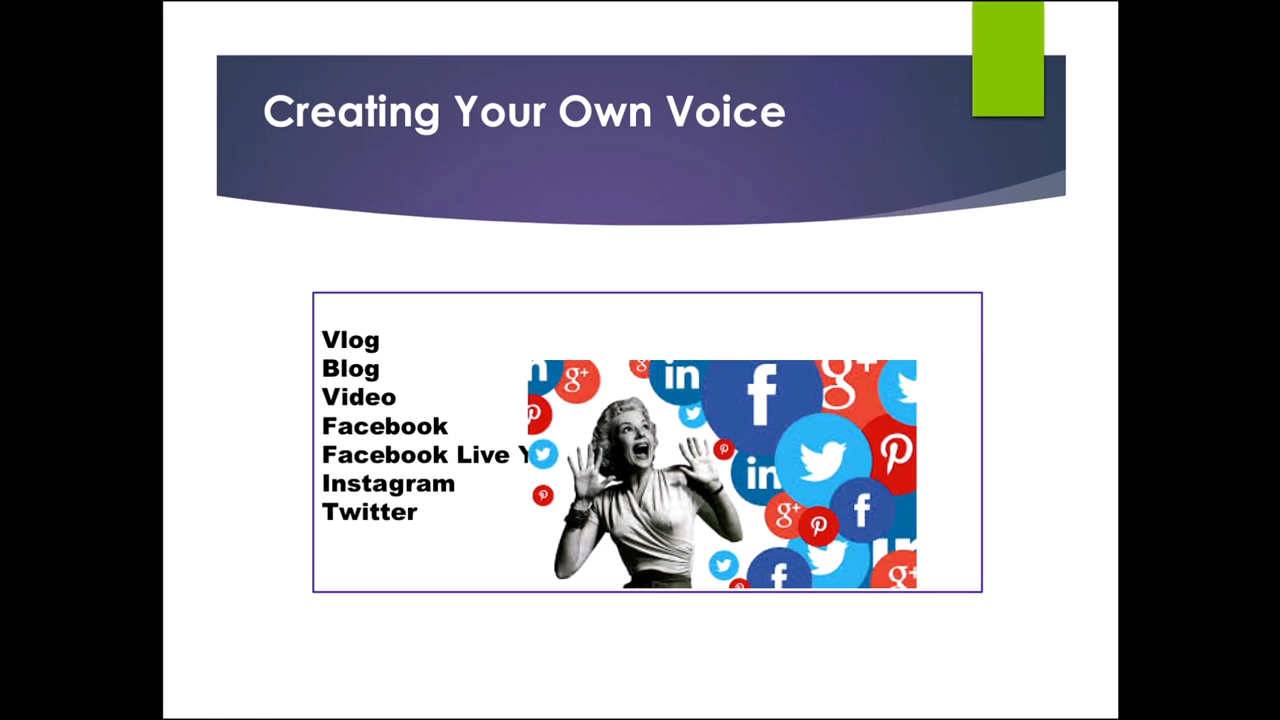 Creating Your Own Voice
Vlog
Blog
Video
Facebook
Facebook Live
Instagram
Twitter